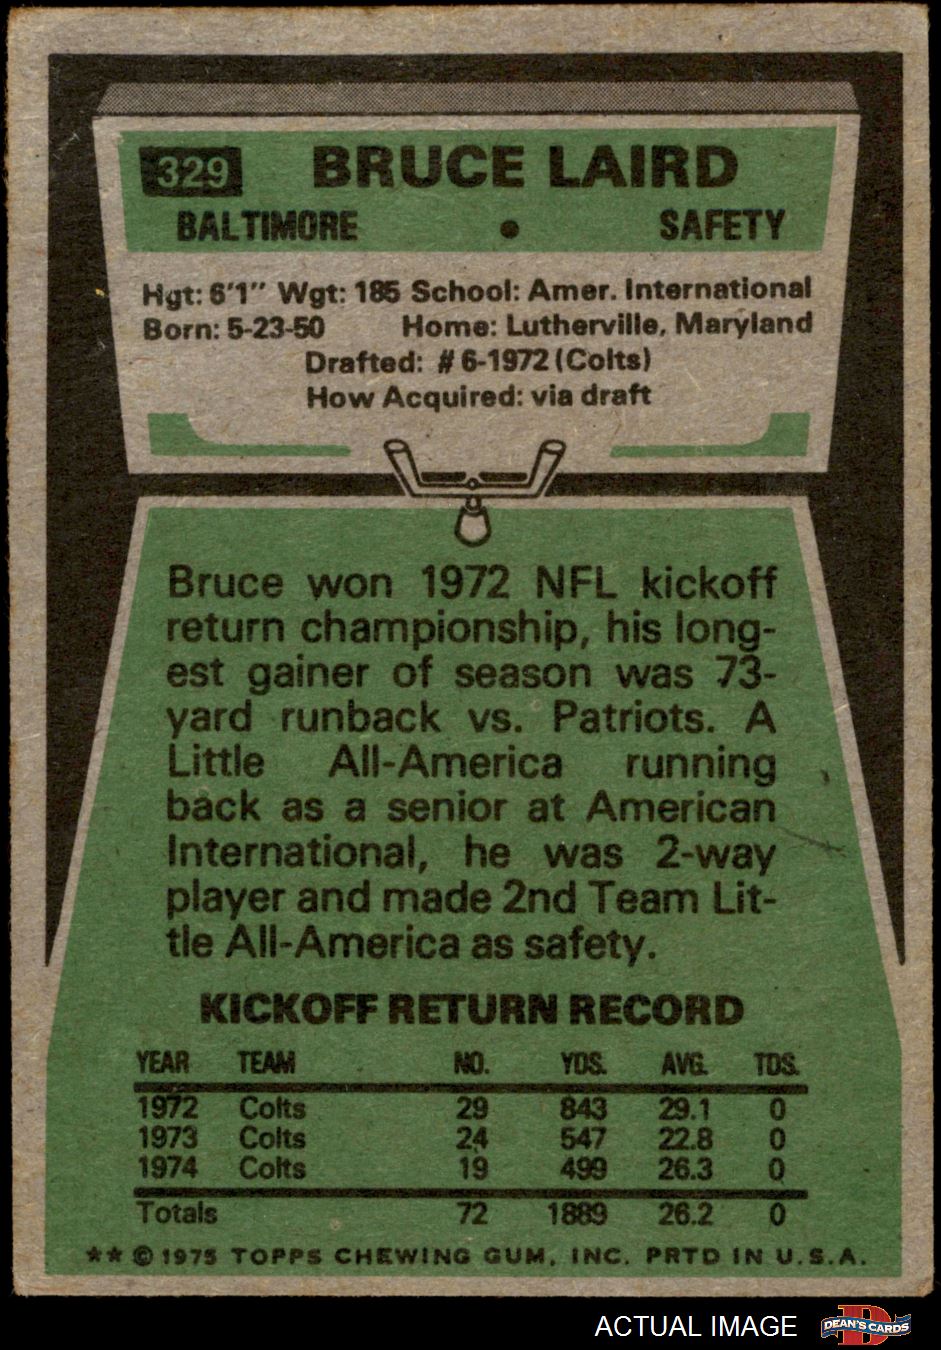 329 BRUCE LAIRD
BALTIMORE • SAFETY
Hgt: 6'1" Wgt: 185 School: Amer. International
Born: 5-23-50 Home: Lutherville, Maryland
Drafted: #6-1972 (Colts)
How Acquired: via draft
Bruce won 1972 NFL kickoff
return championship, his long-
est gainer of season was 73-
yard runback vs. Patriots. A
Little All-America running
back as a senior at American
International, he was 2-way
player and made 2nd Team Lit-
tle All-America as safety.
KICKOFF RETURN RECORD
YEAR TEAM NO. YDS. AVG. TDS.
1972 Colts 29 843 29.1 0
1973 Colts 24 547 22.8 0
1974 Colts 19 499 26.3 0
Totals 72 1889 26.2 0
★★ © 1975 TOPPS CHEWING GUM, INC. PRTD IN U.S.A.
ACTUAL IMAGE
D
DEAN'S CARDS